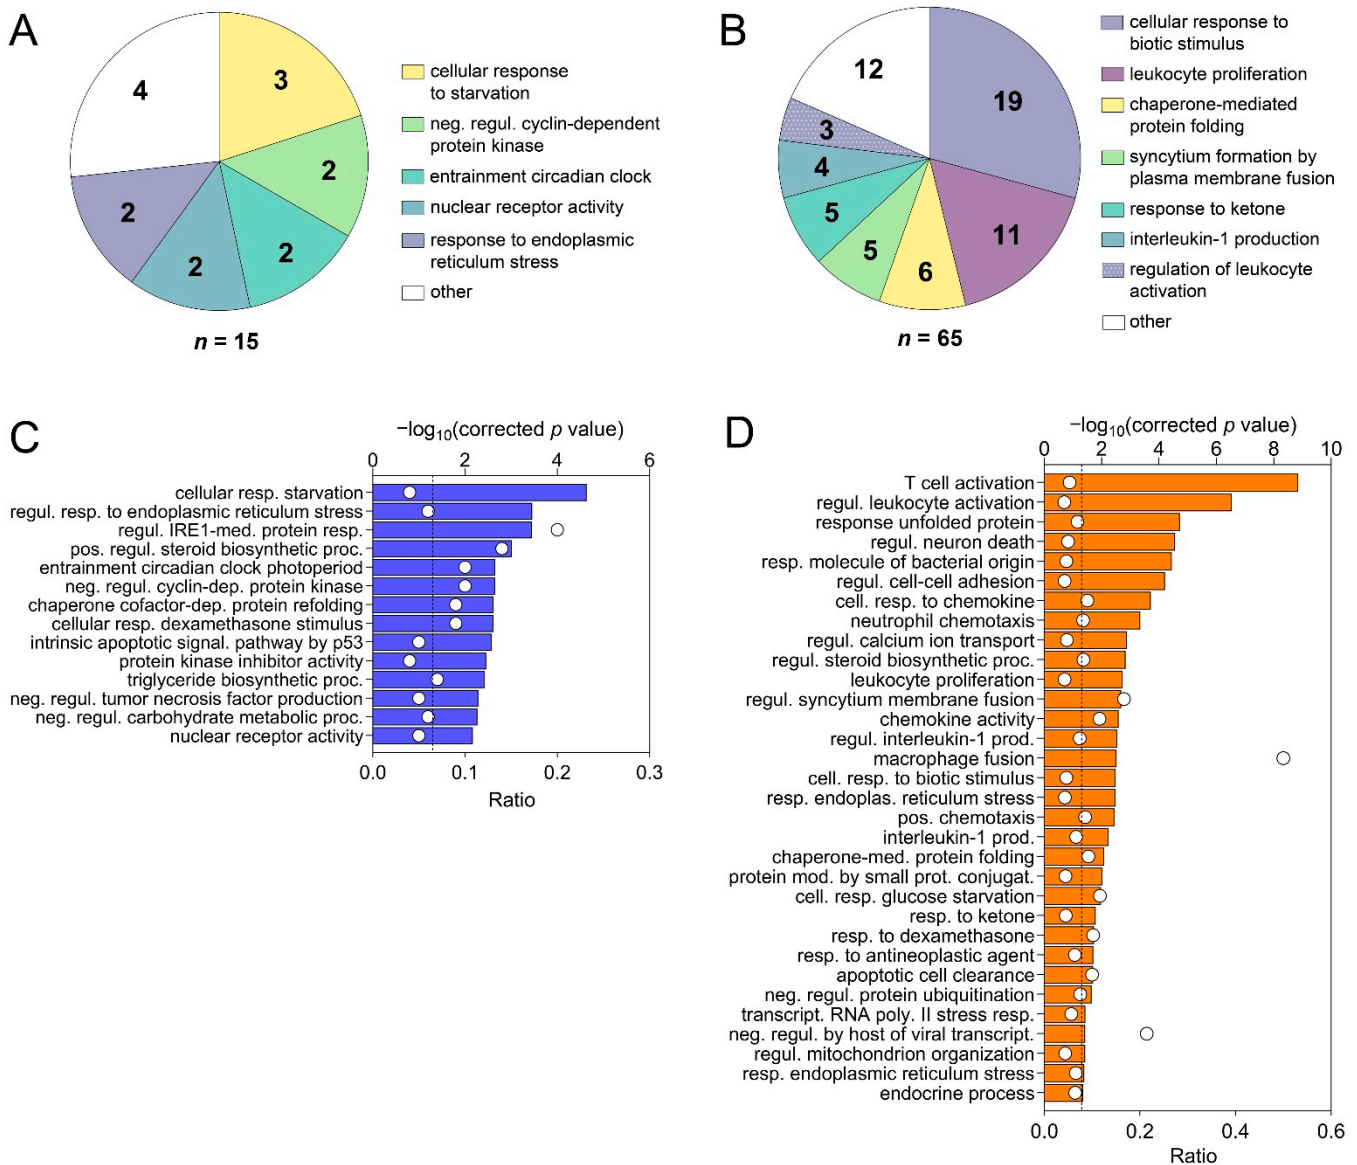 A
3
2
2
2
2
4
n = 15
cellular response
to starvation
neg. regul. cyclin-dependent
protein kinase
entrainment circadian clock
nuclear receptor activity
response to endoplasmic
reticulum stress
other
B
19
11
6
5
5
4
3
12
n = 65
cellular response to
biotic stimulus
leukocyte proliferation
chaperone-mediated
protein folding
syncytium formation by
plasma membrane fusion
response to ketone
interleukin-1 production
regulation of leukocyte
activation
other
C
−log10(corrected p value)
0 2 4 6
cellular resp. starvation
regul. resp. to endoplasmic reticulum stress
regul. IRE1-med. protein resp.
pos. regul. steroid biosynthetic proc.
entrainment circadian clock photoperiod
neg. regul. cyclin-dep. protein kinase
chaperone cofactor-dep. protein refolding
cellular resp. dexamethasone stimulus
intrinsic apoptotic signal. pathway by p53
protein kinase inhibitor activity
triglyceride biosynthetic proc.
neg. regul. tumor necrosis factor production
neg. regul. carbohydrate metabolic proc.
nuclear receptor activity
0.0 0.1 0.2 0.3
Ratio
D
−log10(corrected p value)
0 2 4 6 8 10
T cell activation
regul. leukocyte activation
response unfolded protein
regul. neuron death
resp. molecule of bacterial origin
regul. cell-cell adhesion
cell. resp. to chemokine
neutrophil chemotaxis
regul. calcium ion transport
regul. steroid biosynthetic proc.
leukocyte proliferation
regul. syncytium membrane fusion
chemokine activity
regul. interleukin-1 prod.
macrophage fusion
cell. resp. to biotic stimulus
resp. endoplas. reticulum stress
pos. chemotaxis
interleukin-1 prod.
chaperone-med. protein folding
protein mod. by small prot. conjugat.
cell. resp. glucose starvation
resp. to ketone
resp. to dexamethasone
resp. to antineoplastic agent
apoptotic cell clearance
neg. regul. protein ubiquitination
transcript. RNA poly. II stress resp.
neg. regul. by host of viral transcript.
regul. mitochondrion organization
resp. endoplasmic reticulum stress
endocrine process
0.0 0.2 0.4 0.6
Ratio